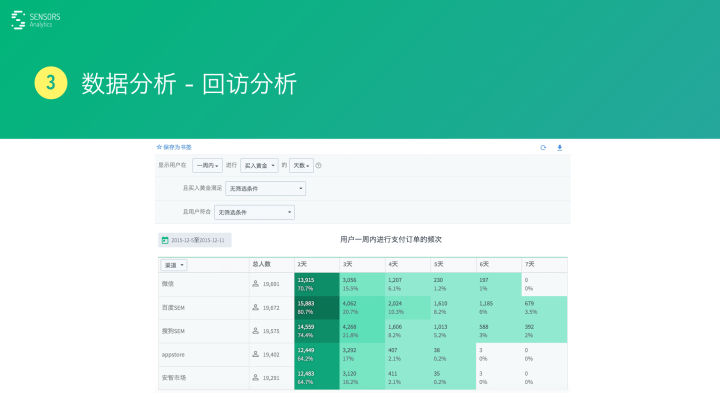 SENSORS
Analytics
3 数据分析 - 回访分析
☆保存为书签
显示用户在 一周内 进行 买入黄金 的 天数
且买入黄金满足 无筛选条件
且用户符合 无筛选条件
2015-12-5至2015-12-11 用户一周内进行支付订单的频次
渠道 总人数 2天 3天 4天 5天 6天 7天
微信 19,691 13,915 3,056 1,207 230 197 0
70.7% 15.5% 6.1% 1.2% 1% 0%
百度SEM 19,672 15,883 4,062 2,024 1,610 1,185 679
80.7% 20.7% 10.3% 8.2% 6% 3.5%
搜狗SEM 19,575 14,559 4,268 1,606 1,013 588 392
74.4% 21.8% 8.2% 5.2% 3% 2%
appstore 19,402 12,449 3,292 407 38 3 0
64.2% 17% 2.1% 0.2% 0% 0%
安智市场 19,291 12,483 3,120 411 35 3 0
64.7% 16.2% 2.1% 0.2% 0% 0%